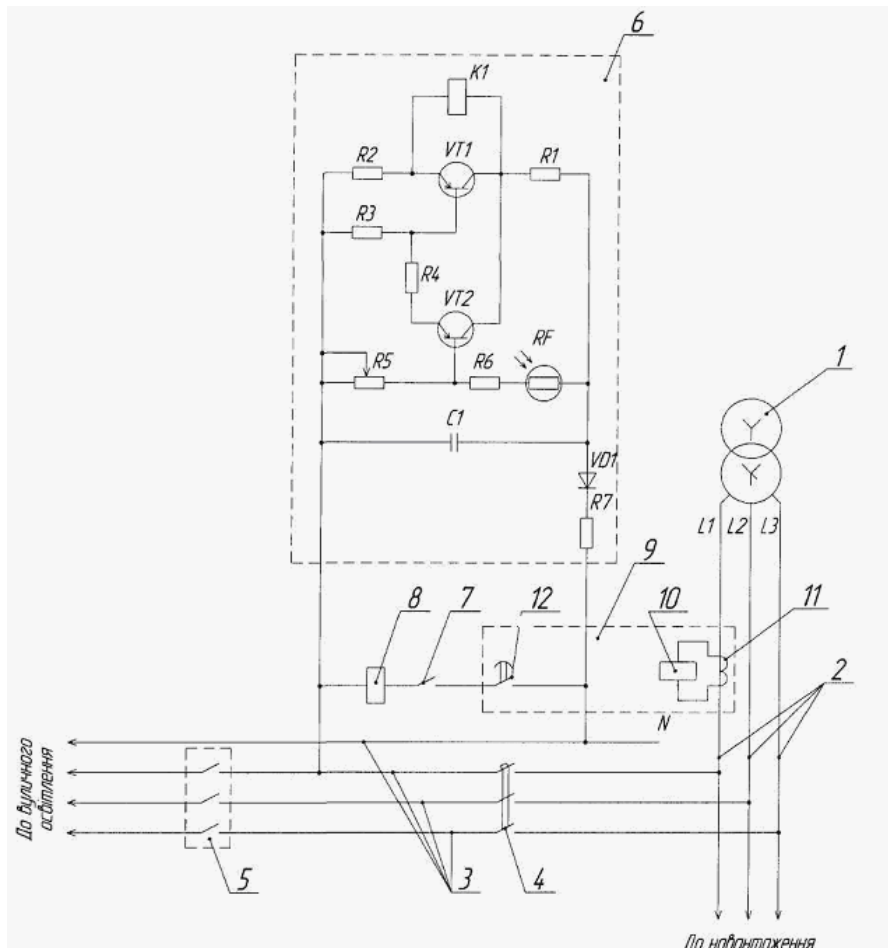 6
K1
R2
VT1
R1
R3
R4
VT2
RF
R5
R6
1
C1
VD1
R7
L1
L2
L3
9
11
8
7
12
10
2
N
До вуличного
освітлення
5
3
4
До навантаження